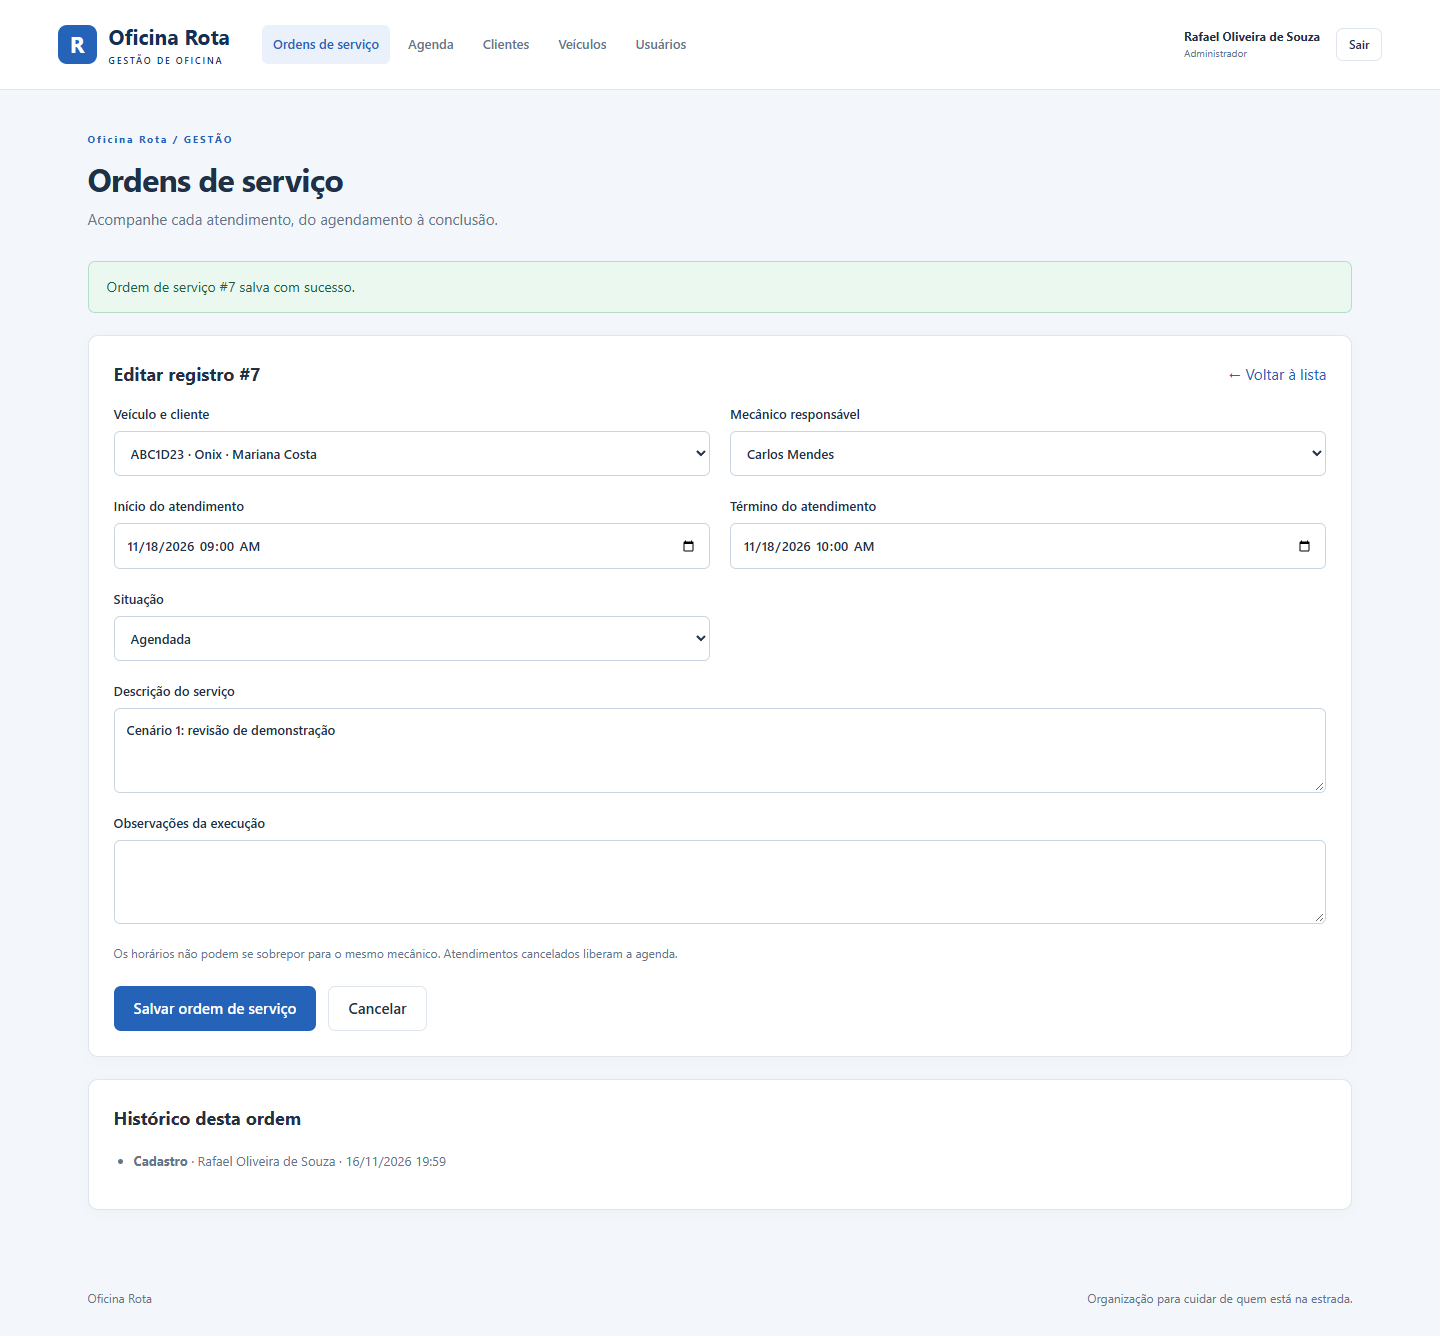 R
Oficina Rota
GESTÃO DE OFICINA
Ordens de serviço
Agenda
Clientes
Veículos
Usuários
Rafael Oliveira de Souza
Administrador
Sair
Oficina Rota / GESTÃO
Ordens de serviço
Acompanhe cada atendimento, do agendamento à conclusão.
Ordem de serviço #7 salva com sucesso.
Editar registro #7
← Voltar à lista
Veículo e cliente
Mecânico responsável
ABC1D23 · Onix · Mariana Costa
Carlos Mendes
Início do atendimento
Término do atendimento
11/18/2026 09:00 AM
11/18/2026 10:00 AM
Situação
Agendada
Descrição do serviço
Cenário 1: revisão de demonstração
Observações da execução
Os horários não podem se sobrepor para o mesmo mecânico. Atendimentos cancelados liberam a agenda.
Salvar ordem de serviço
Cancelar
Histórico desta ordem
• Cadastro · Rafael Oliveira de Souza · 16/11/2026 19:59
Oficina Rota
Organização para cuidar de quem está na estrada.